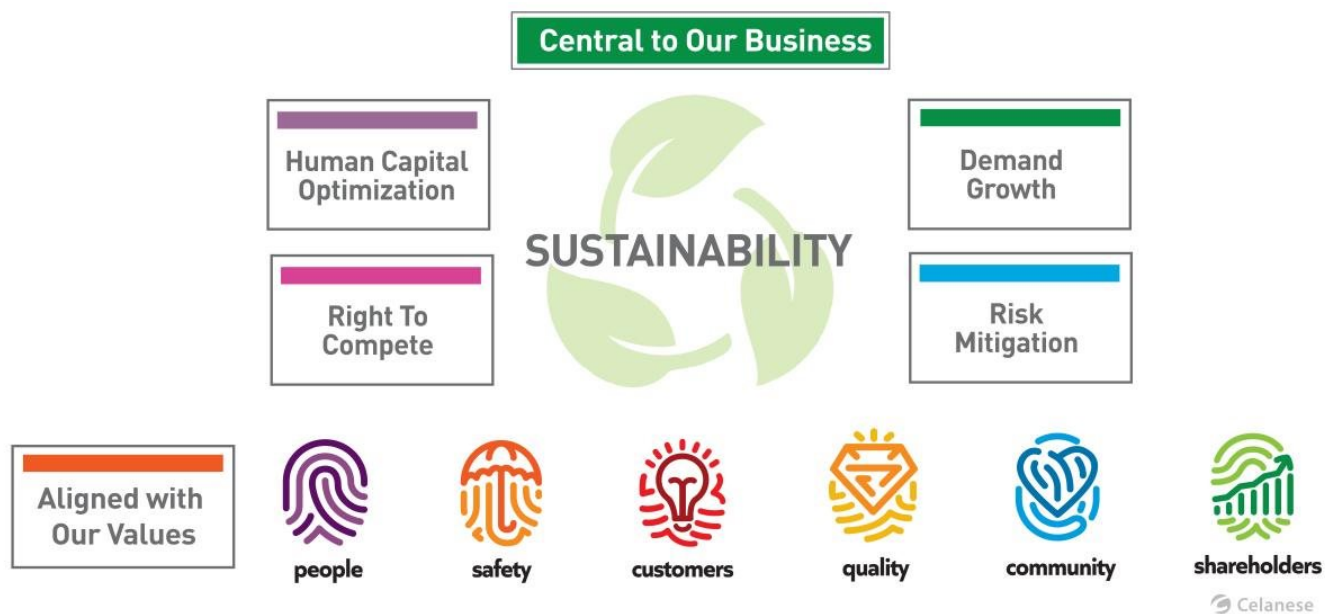 Central to Our Business
Human Capital
Optimization
Demand
Growth
SUSTAINABILITY
Right To
Compete
Risk
Mitigation
Aligned with
Our Values
people
safety
customers
quality
community
shareholders
Celanese